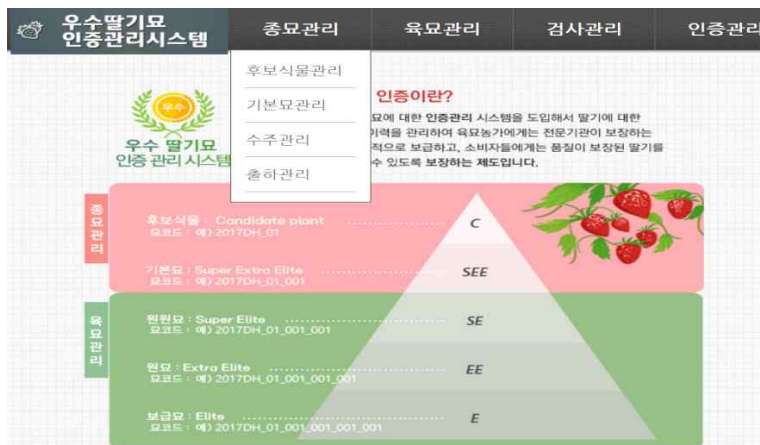 우수딸기묘
인증관리시스템
종묘관리
육묘관리
검사관리
인증관리
후보식물관리
기본묘관리
수주관리
출하관리
우수
우수 딸기묘
인증 관리 시스템
인증이란?
묘에 대한 인증관리 시스템을 도입해서 딸기에 대한
이력을 관리하여 육묘농가에게는 전문기관이 보장하는
적으로 보급하고, 소비자들에게는 품질이 보장된 딸기를
수 있도록 보장하는 제도입니다.
종묘관리
후보식물 : Candidate plant
묘코드 : 예) 2017DH_01
C
기본묘 : Super Extra Elite
묘코드 : 예) 2017DH_01_001
SEE
육묘관리
원원묘 : Super Elite
묘코드 : 예) 2017DH_01_001_001
SE
원묘 : Extra Elite
묘코드 : 예) 2017DH_01_001_001_001
EE
보급묘 : Elite
묘코드 : 예) 2017DH_01_001_001_001_001
E